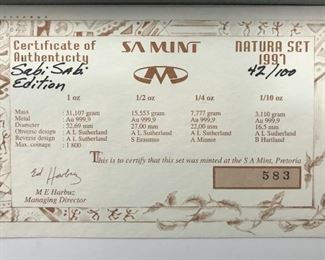 Certificate of Authenticity
Sabi Sabi Edition
SA MINT
NATURA SET
1997
42/100
1 oz 1/2 oz 1/4 oz 1/10 oz
Mass : 31,107 gram 15,553 gram 7,777 gram 3,110 gram
Metal : Au 999,9 Au 999,9 Au 999,9 Au 999,9
Diameter : 32,69 mm 27,00 mm 22,00 mm 16,5 mm
Obverse design : A L Sutherland A L Sutherland A L Sutherland A L Sutherland
Reverse design : A L Sutherland S Erasmus A Minnie B Hartland
Max. coinage : 1 800
This is to certify that this set was minted at the S A Mint, Pretoria
583
M E Harbuz
Managing Director